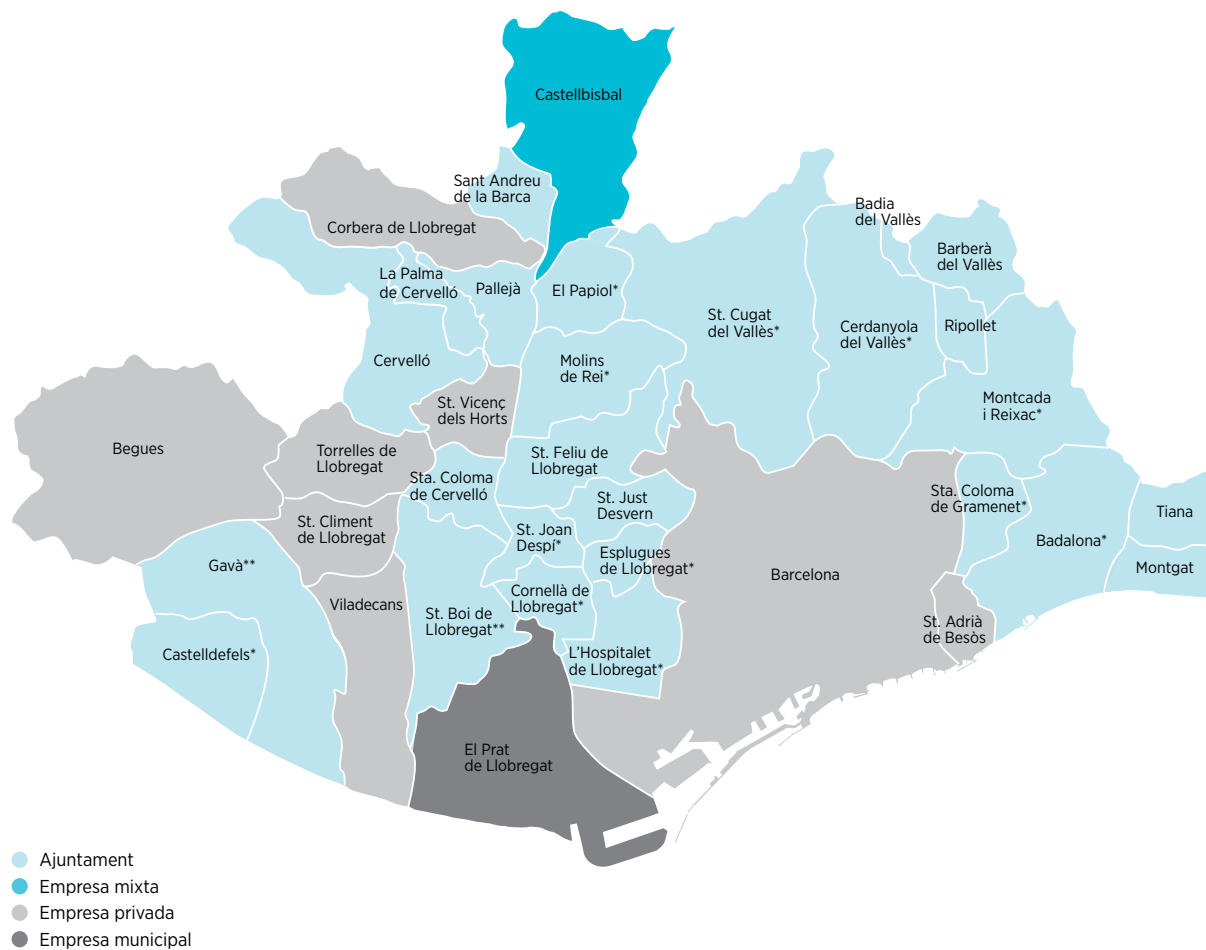 Castellbisbal
Sant Andreu
de la Barca
Corbera de Llobregat
Badia
del Vallès
Barberà
del Vallès
La Palma
de Cervelló
Pallejà
El Papiol*
St. Cugat
del Vallès*
Cerdanyola
del Vallès*
Ripollet
Cervelló
Molins
de Rei*
Montcada
i Reixac*
St. Vicenç
dels Horts
Begues
Torrelles de
Llobregat
St. Feliu de
Llobregat
Sta. Coloma
de Cervelló
St. Just
Desvern
Sta. Coloma
de Gramenet*
Tiana
St. Climent
de Llobregat
St. Joan
Despí*
Badalona*
Gavà**
Esplugues
de Llobregat*
Barcelona
Montgat
Viladecans
Cornellà de
Llobregat*
St. Boi de
Llobregat**
St. Adrià
de Besòs
Castelldefels*
L'Hospitalet
de Llobregat*
El Prat
de Llobregat
Ajuntament
Empresa mixta
Empresa privada
Empresa municipal